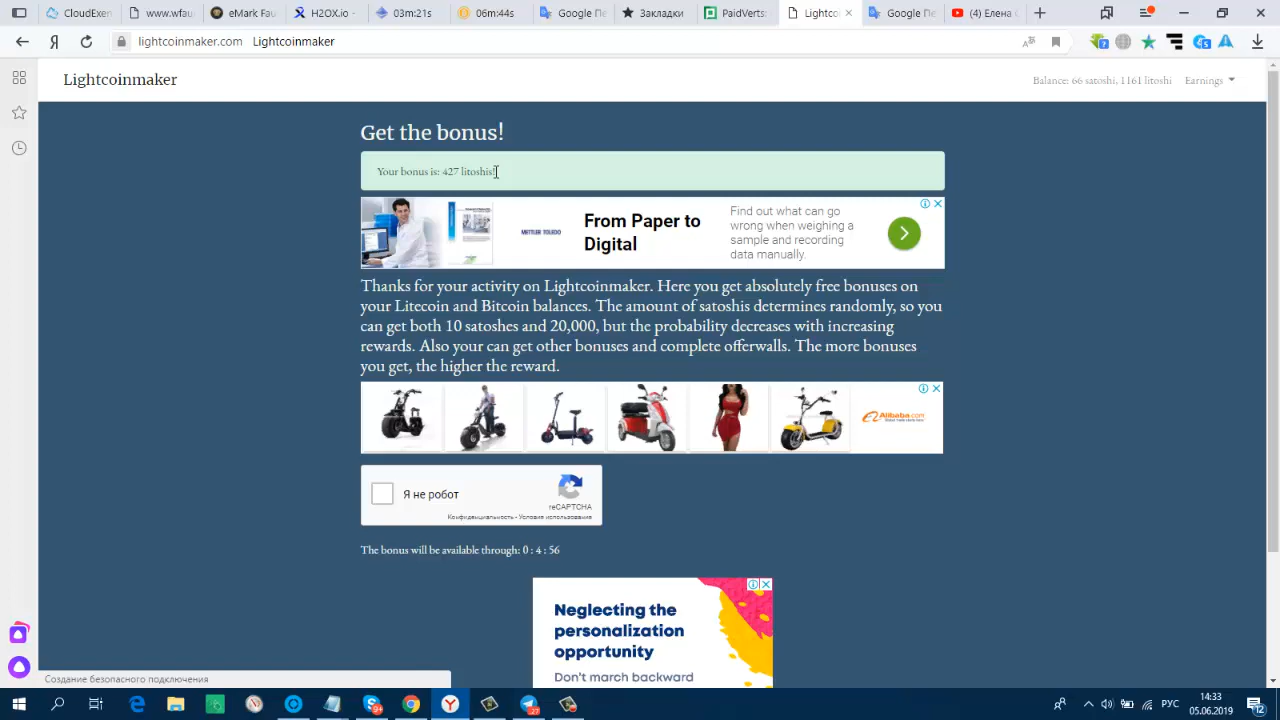 CloudExen
www.wfau
eMark Fau
H2OX.io -
03m:21s
06m:44s
Google Пе
Закладки
PaidVerts:
Lightcoin
Google Пе
(4) Елена
lightcoinmaker.com Lightcoinmaker
Lightcoinmaker
Balance: 66 satoshi, 1161 litoshi Earnings
Get the bonus!
Your bonus is: 427 litoshis!
METTLER TOLEDO
From Paper to
Digital
Find out what can go
wrong when weighing a
sample and recording
data manually.
Thanks for your activity on Lightcoinmaker. Here you get absolutely free bonuses on
your Litecoin and Bitcoin balances. The amount of satoshis determines randomly, so you
can get both 10 satoshes and 20,000, but the probability decreases with increasing
rewards. Also your can get other bonuses and complete offerwalls. The more bonuses
you get, the higher the reward.
Alibaba.com
Я не робот
reCAPTCHA
Конфиденциальность - Условия использования
The bonus will be available through: 0 : 4 : 56
Neglecting the
personalization
opportunity
Don't march backward
Создание безопасного подключения
РУС
14:33
05.06.2019